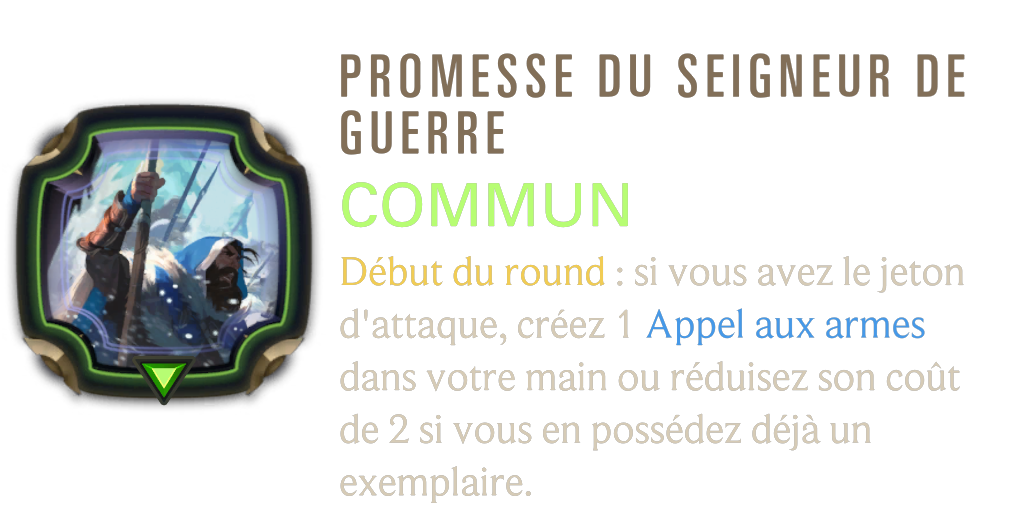 PROMESSE DU SEIGNEUR DE
GUERRE
COMMUN
Début du round : si vous avez le jeton
d'attaque, créez 1 Appel aux armes
dans votre main ou réduisez son coût
de 2 si vous en possédez déjà un
exemplaire.